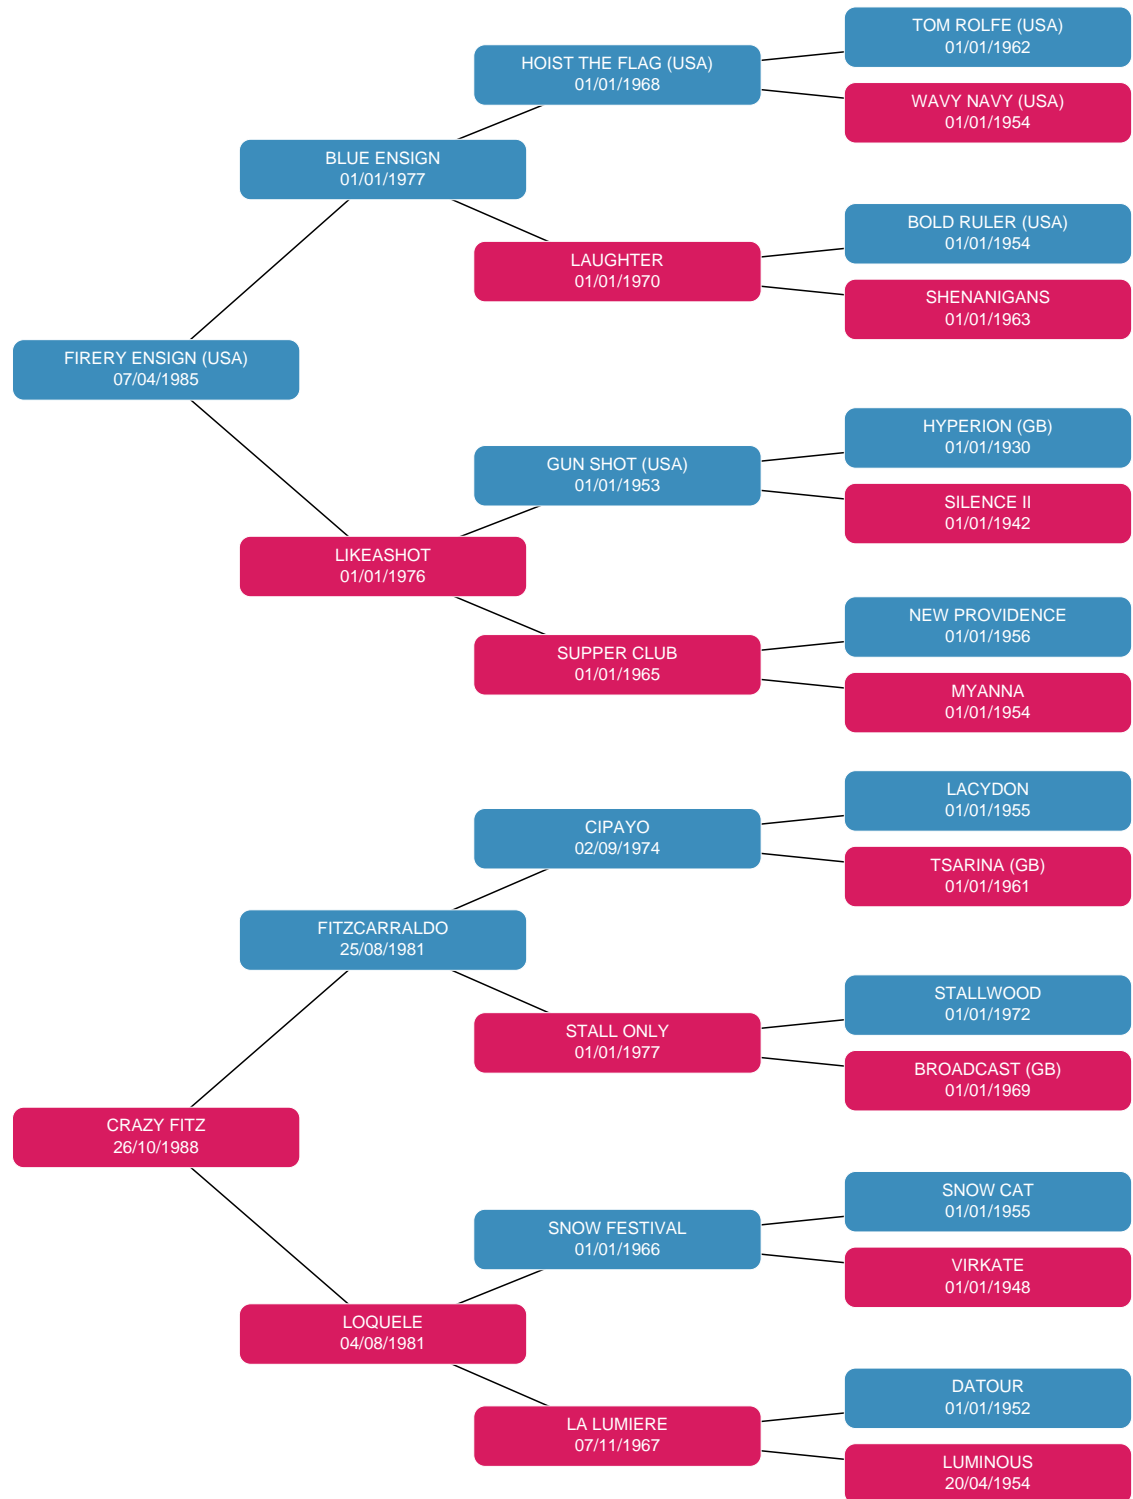 TOM ROLFE (USA)
01/01/1962
HOIST THE FLAG (USA)
01/01/1968
WAVY NAVY (USA)
01/01/1954
BLUE ENSIGN
01/01/1977
BOLD RULER (USA)
01/01/1954
LAUGHTER
01/01/1970
SHENANIGANS
01/01/1963
FIRERY ENSIGN (USA)
07/04/1985
HYPERION (GB)
01/01/1930
GUN SHOT (USA)
01/01/1953
SILENCE II
01/01/1942
LIKEASHOT
01/01/1976
NEW PROVIDENCE
01/01/1956
SUPPER CLUB
01/01/1965
MYANNA
01/01/1954
LACYDON
01/01/1955
CIPAYO
02/09/1974
TSARINA (GB)
01/01/1961
FITZCARRALDO
25/08/1981
STALLWOOD
01/01/1972
STALL ONLY
01/01/1977
BROADCAST (GB)
01/01/1969
CRAZY FITZ
26/10/1988
SNOW CAT
01/01/1955
SNOW FESTIVAL
01/01/1966
VIRKATE
01/01/1948
LOQUELE
04/08/1981
DATOUR
01/01/1952
LA LUMIERE
07/11/1967
LUMINOUS
20/04/1954